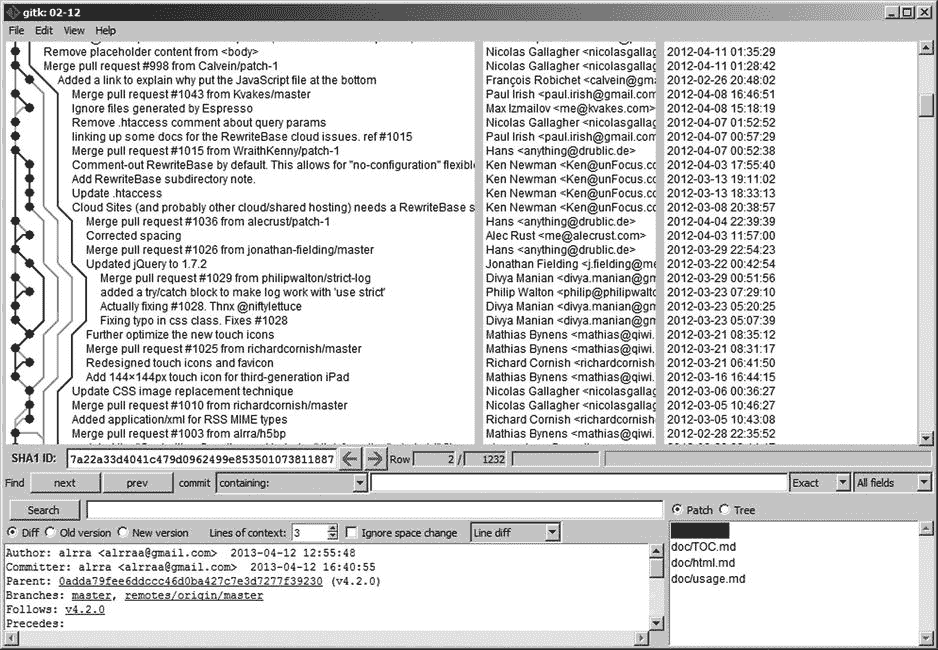 gitk: 02-12
File Edit View Help
Remove placeholder content from <body> Nicolas Gallagher <nicolasgallag 2012-04-11 01:35:29
Merge pull request #998 from Calvein/patch-1 Nicolas Gallagher <nicolasgallag 2012-04-11 01:28:42
Added a link to explain why put the JavaScript file at the bottom François Robichet <calvein@gm 2012-02-26 20:48:02
Merge pull request #1043 from Kvakes/master Paul Irish <paul.irish@gmail.com 2012-04-08 16:46:51
Ignore files generated by Espresso Max Izmailov <me@kvakes.com> 2012-04-08 15:18:19
Remove .htaccess comment about query params Paul Irish <paul.irish@gmail.com 2012-04-07 01:52:52
linking up some docs for the RewriteBase cloud issues. ref #1015 Paul Irish <paul.irish@gmail.com 2012-04-07 00:57:29
Merge pull request #1015 from WraithKenny/patch-1 Hans <anything@drublic.de> 2012-04-07 00:52:38
Comment-out RewriteBase by default. This allows for "no-configuration" flexible Ken Newman <Ken@unFocus.cc 2012-04-03 17:55:40
Add RewriteBase subdirectory note. Ken Newman <Ken@unFocus.cc 2012-03-13 19:11:02
Update .htaccess Ken Newman <Ken@unFocus.cc 2012-03-13 18:33:13
Cloud Sites (and probably other cloud/shared hosting) needs a RewriteBase s Ken Newman <Ken@unFocus.cc 2012-03-08 20:38:57
Merge pull request #1036 from alecrust/patch-1 Hans <anything@drublic.de> 2012-04-04 22:39:39
Corrected spacing Alec Rust <me@alecrust.com> 2012-04-03 11:57:00
Merge pull request #1026 from jonathan-fielding/master Hans <anything@drublic.de> 2012-03-29 22:54:23
Updated jQuery to 1.7.2 Jonathan Fielding <j.fielding@me 2012-03-22 00:42:54
Merge pull request #1029 from philipwalton/strict-log Divya Manian <divya.manian@gm 2012-03-29 00:51:56
added a try/catch block to make log work with 'use strict' Philip Walton <philip@philipwaltc 2012-03-23 07:29:10
Actually fixing #1028. Thnx @niftylettuce Divya Manian <divya.manian@gm 2012-03-23 05:20:25
Fixing typo in css class. Fixes #1028 Divya Manian <divya.manian@gm 2012-03-23 05:07:39
Further optimize the new touch icons Mathias Bynens <mathias@qiwi. 2012-03-21 08:35:12
Merge pull request #1025 from richardcornish/master Mathias Bynens <mathias@qiwi. 2012-03-21 08:31:17
Redesigned touch icons and favicon Richard Cornish <richard@richarc 2012-03-21 06:41:50
Add 144×144px touch icon for third-generation iPad Mathias Bynens <mathias@qiwi. 2012-03-16 16:44:15
Update CSS image replacement technique Nicolas Gallagher <nicolasgallag 2012-03-06 00:36:27
Merge pull request #1010 from richardcornish/master Nicolas Gallagher <nicolasgallag 2012-03-05 10:46:27
Added application/xml for RSS MIME types Richard Cornish <richard@richarc 2012-03-05 10:43:08
Merge pull request #1003 from alrra/h5bp Mathias Bynens <mathias@qiwi. 2012-02-28 22:35:52
SHA1 ID: 7a22a33d4041c479d0962499e853501073811887 Row 2 / 1232
Find next prev commit containing: Exact All fields
Search Patch Tree
Diff Old version New version Lines of context: 3 Ignore space change Line diff
Author: alrra <alrraa@gmail.com> 2013-04-12 12:55:48
Committer: alrra <alrraa@gmail.com> 2013-04-12 16:40:55
Parent: 0adda79fee6ddccc46d0ba427c7e3d7277f39230 (v4.2.0)
Branches: master, remotes/origin/master
Follows: v4.2.0
Precedes:
doc/TOC.md
doc/html.md
doc/usage.md